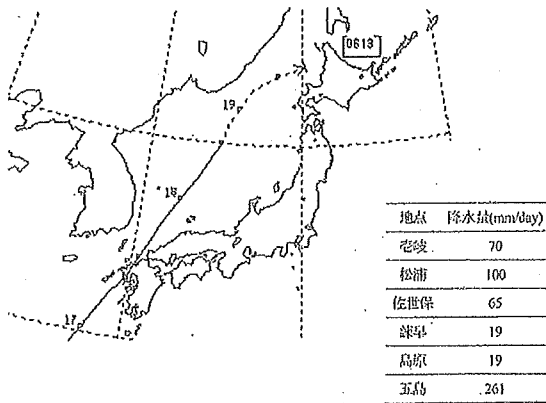 [0613]
19
18
17
地点 降水量(mm/day)
壱岐 70
松浦 100
佐世保 65
諫早 19
島原 19
五島 261